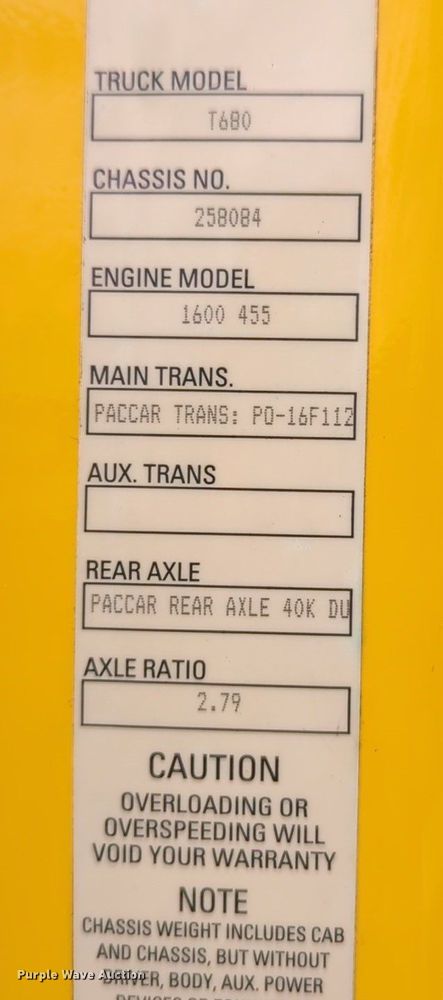 TRUCK MODEL
T680
CHASSIS NO.
258084
ENGINE MODEL
1600 455
MAIN TRANS.
PACCAR TRANS: PO-16F112
AUX. TRANS
REAR AXLE
PACCAR REAR AXLE 40K DU
AXLE RATIO
2.79
CAUTION
OVERLOADING OR
OVERSPEEDING WILL
VOID YOUR WARRANTY
NOTE
CHASSIS WEIGHT INCLUDES CAB
AND CHASSIS, BUT WITHOUT
DRIVER, BODY, AUX. POWER
Purple Wave Auction